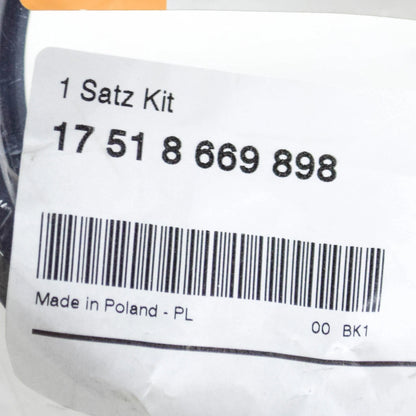 1 Satz Kit
17 51 8 669 898
Made in Poland - PL
00 BK1